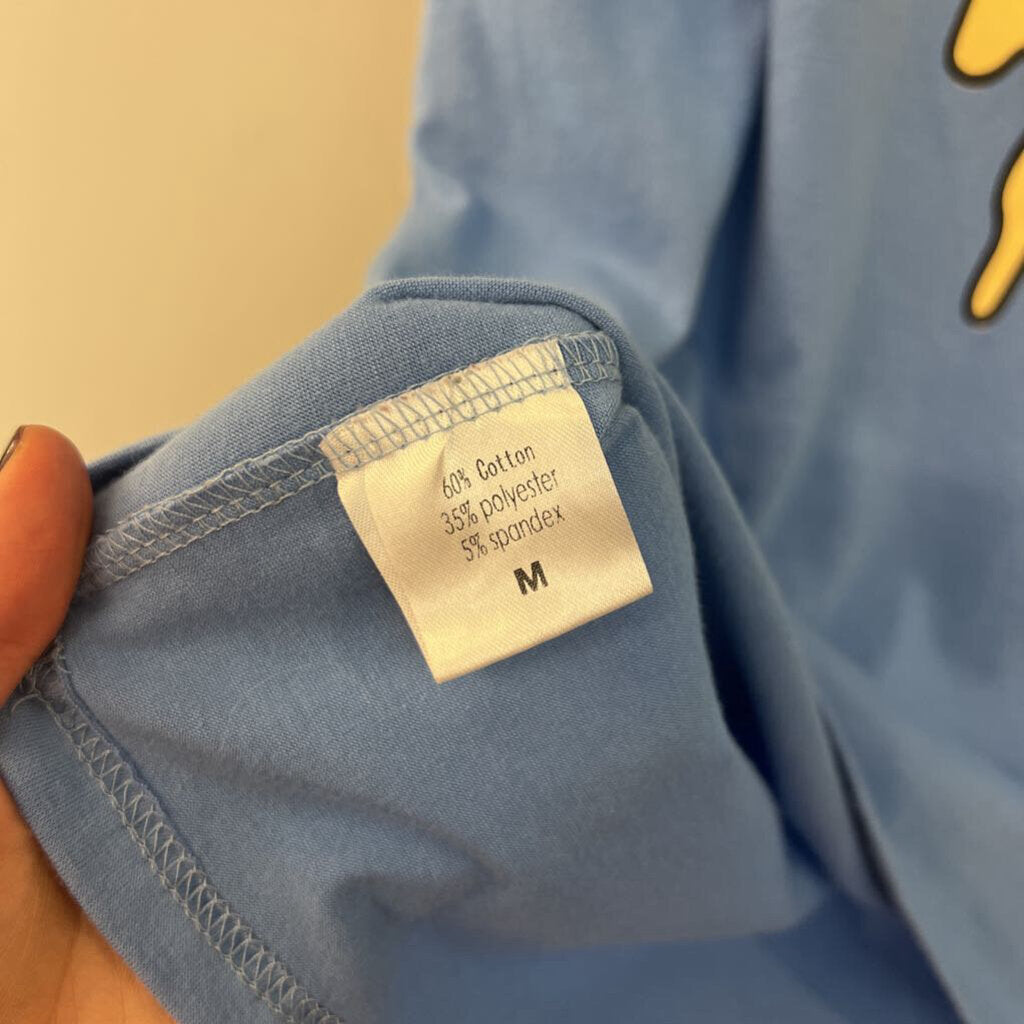 60% Cotton
35% polyester
5% spandex
M